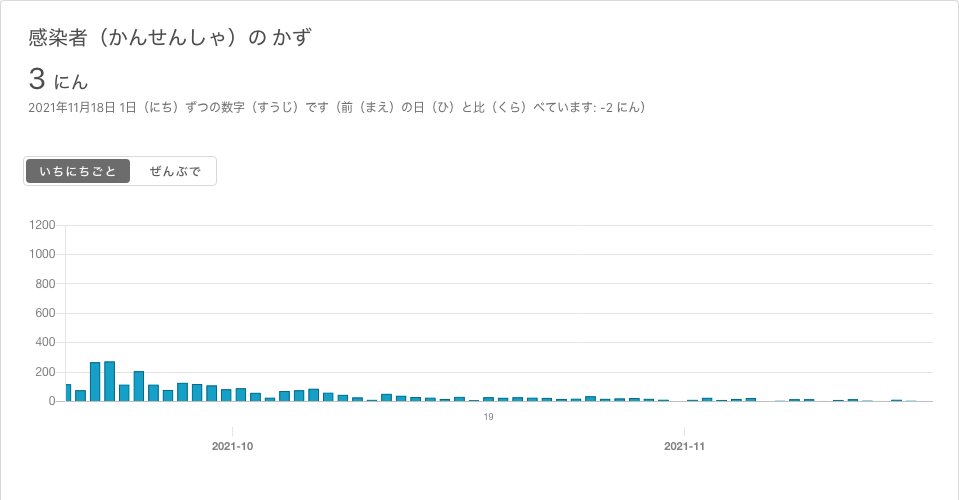 感染者（かんせんしゃ）の かず
3 にん
2021年11月18日 1日（にち）ずつの数字（すうじ）です（前（まえ）の日（ひ）と比（くら）べています: -2 にん）
いちにちごと ぜんぶで
1200
1000
800
600
400
200
0
19
2021-10 2021-11